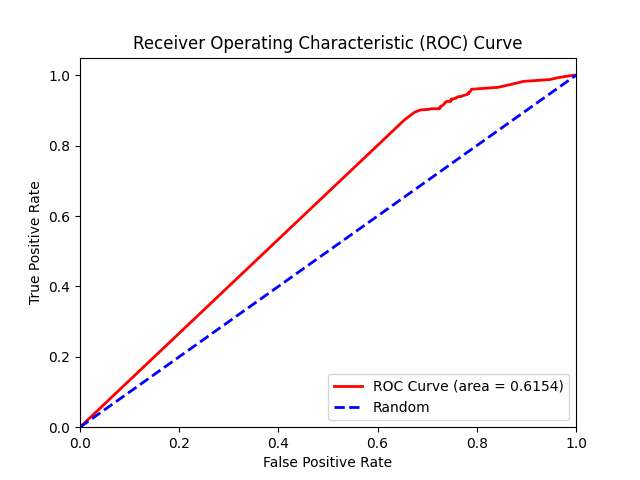 Receiver Operating Characteristic (ROC) Curve
True Positive Rate
1.0
0.8
0.6
0.4
0.2
0.0
ROC Curve (area = 0.6154)
Random
0.0 0.2 0.4 0.6 0.8 1.0
False Positive Rate